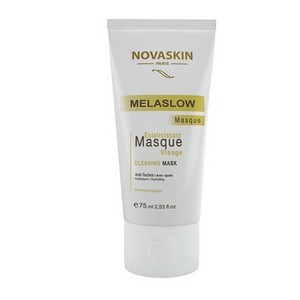 NOVASKIN
PARIS
MELASLOW
Masque
Eclaircissant
Masque
Visage
CLEARING MASK
Anti-Taches / Anti-spots
Hydratant / Hydrating
Dermatologique
℮ 75 ml 2.53 fl.oz